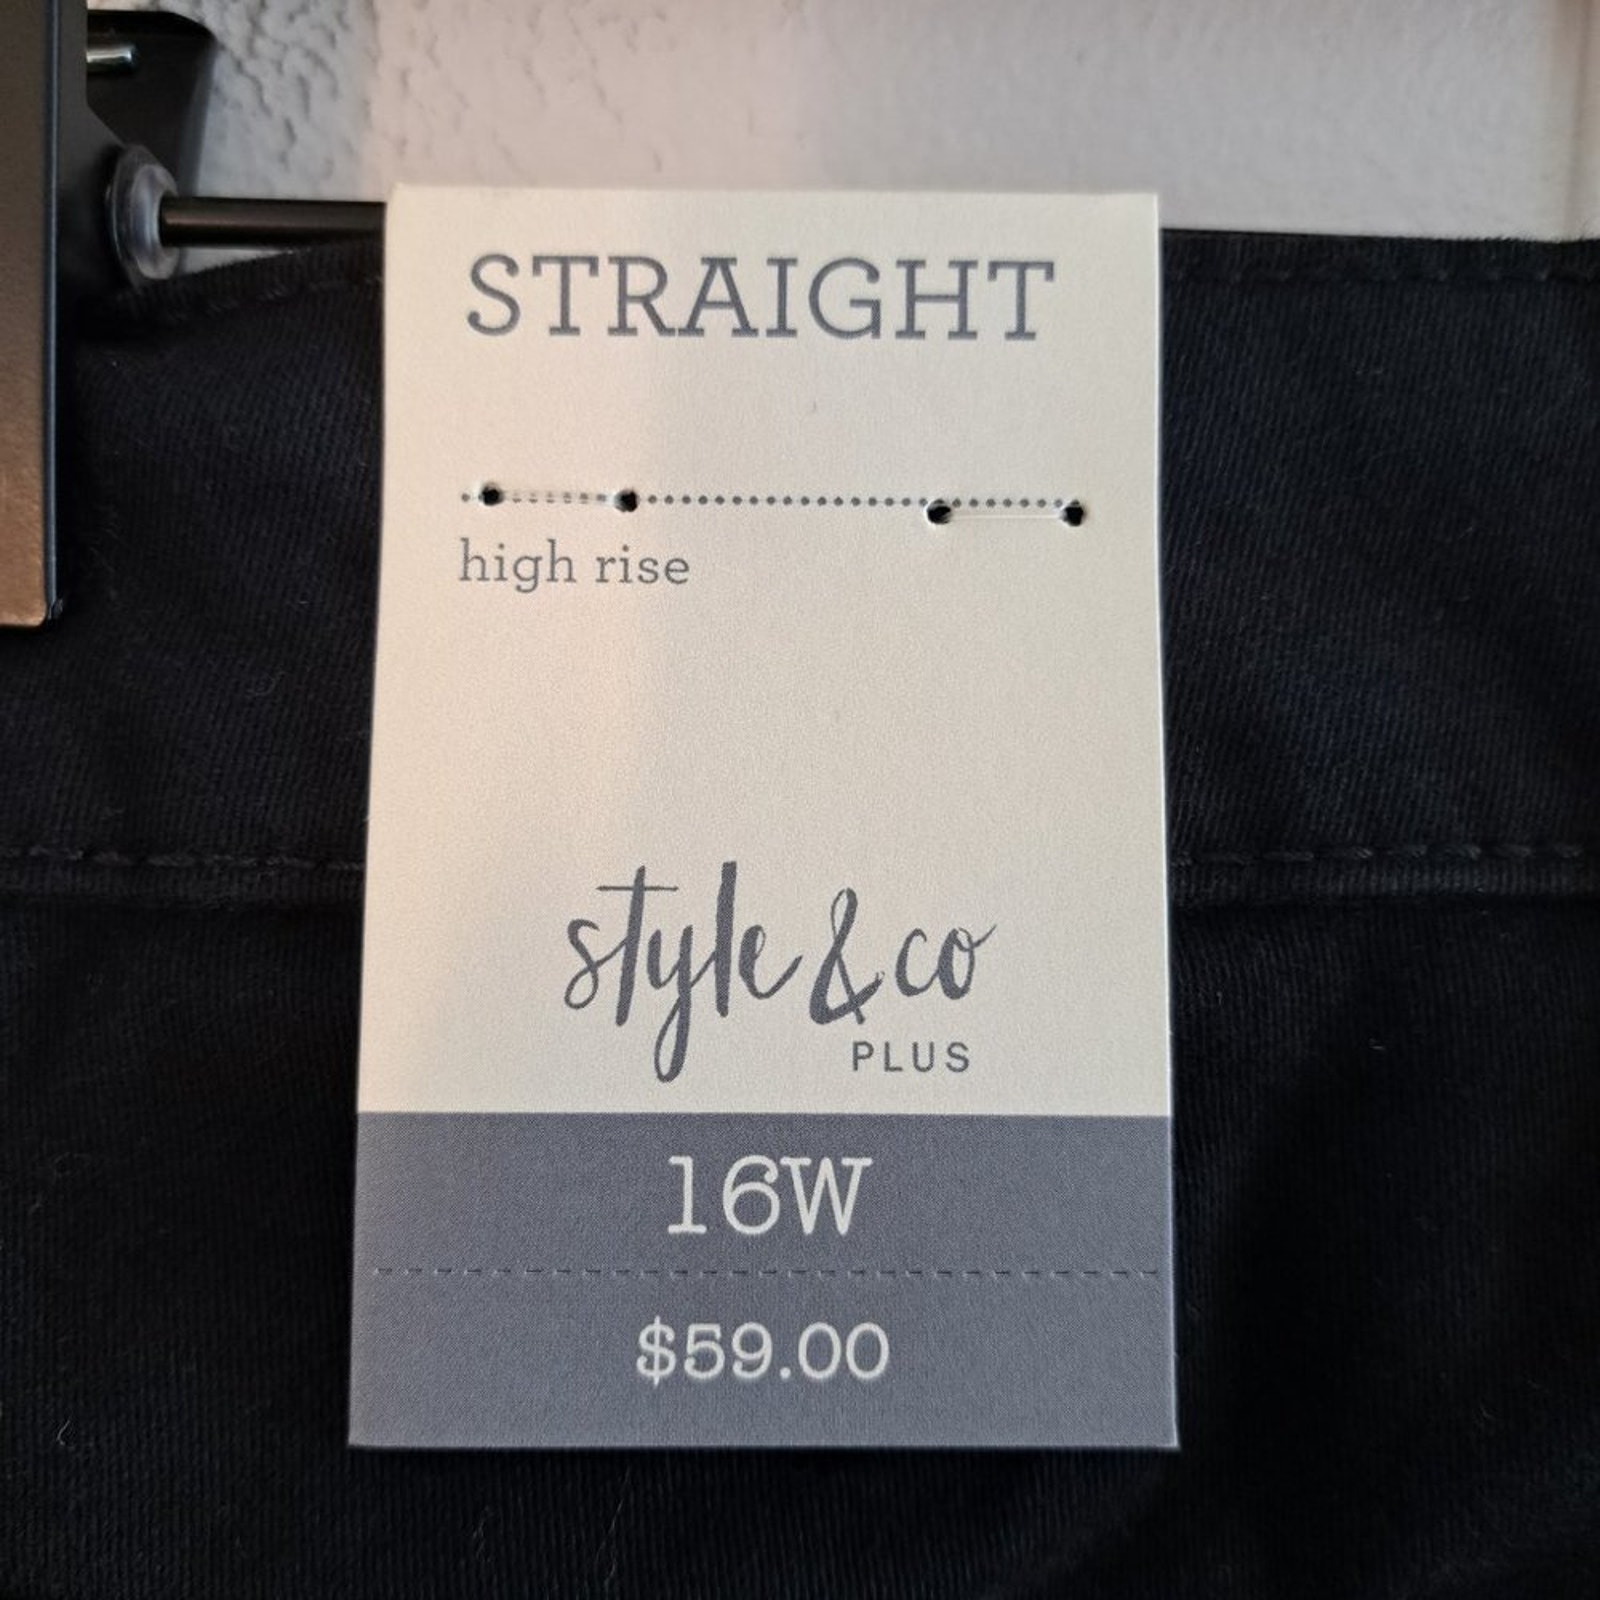 STRAIGHT
high rise
style & co
PLUS
16W
$59.00